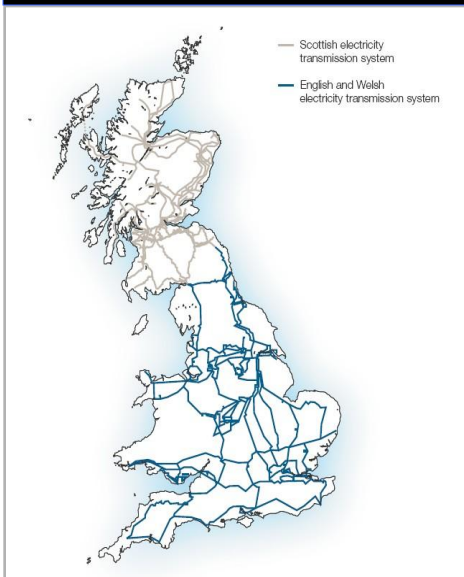 Scottish electricity
transmission system
English and Welsh
electricity transmission system